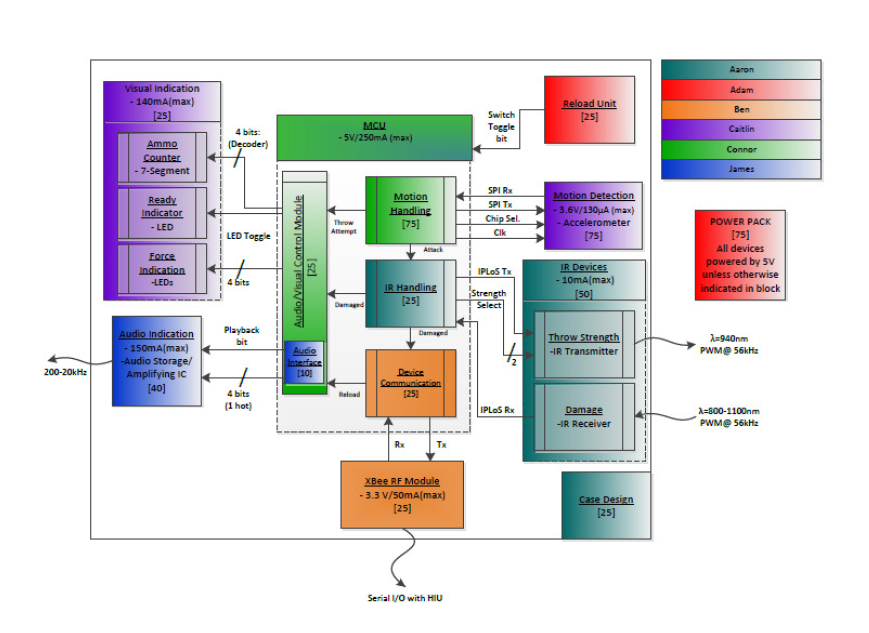 Visual Indication
- 140mA(max)
[25]
Ammo
Counter
- 7-Segment
Ready
Indicator
- LED
Force
Indication
-LEDs
4 bits:
(Decoder)
LED Toggle
4 bits
Audio Indication
- 150mA(max)
-Audio Storage/
Amplifying IC
[40]
200-20kHz
Playback
bit
4 bits
(1 hot)
MCU
- 5V/250mA (max)
Audio/Visual Control Module
[25]
Audio
Interface
[10]
Motion
Handling
[75]
Throw
Attempt
Attack
IR Handling
[25]
Damaged
Damaged
Device
Communication
[25]
Reload
Rx
Tx
XBee RF Module
- 3.3 V/50mA(max)
[25]
Serial I/O with HIU
Switch
Toggle
bit
Reload Unit
[25]
SPI Rx
SPI Tx
Chip Sel.
Clk
Motion Detection
- 3.6V/130µA (max)
- Accelerometer
[75]
IPLoS Tx
Strength
Select
2
IPLoS Rx
IR Devices
- 10mA(max)
[50]
Throw Strength
-IR Transmitter
Damage
-IR Receiver
λ=940nm
PWM@ 56kHz
λ=800-1100nm
PWM@ 56kHz
Case Design
[25]
Aaron
Adam
Ben
Caitlin
Connor
James
POWER PACK
[75]
All devices
powered by 5V
unless otherwise
indicated in block